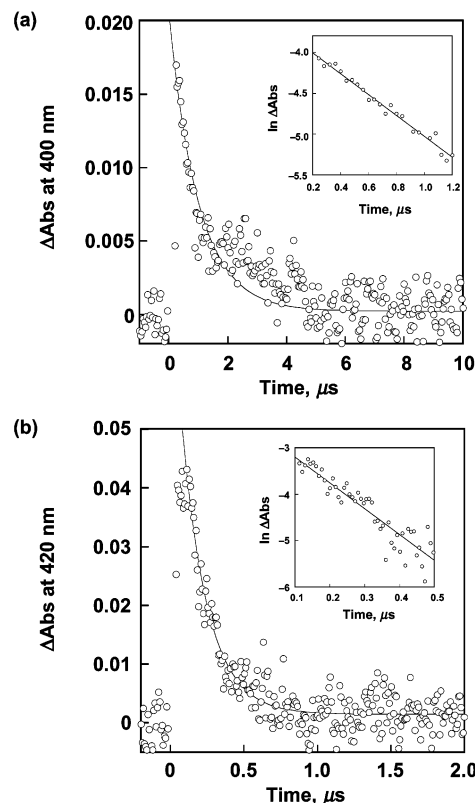 (a)
ΔAbs at 400 nm
0.020
0.015
0.010
0.005
0
0 2 4 6 8 10
Time, μs
ln ΔAbs
−4.0
−4.5
−5.0
−5.5
0.2 0.4 0.6 0.8 1.0 1.2
Time, μs
(b)
ΔAbs at 420 nm
0.05
0.04
0.03
0.02
0.01
0
0 0.5 1.0 1.5 2.0
Time, μs
ln ΔAbs
−3
−4
−5
−6
0.1 0.2 0.3 0.4 0.5
Time, μs